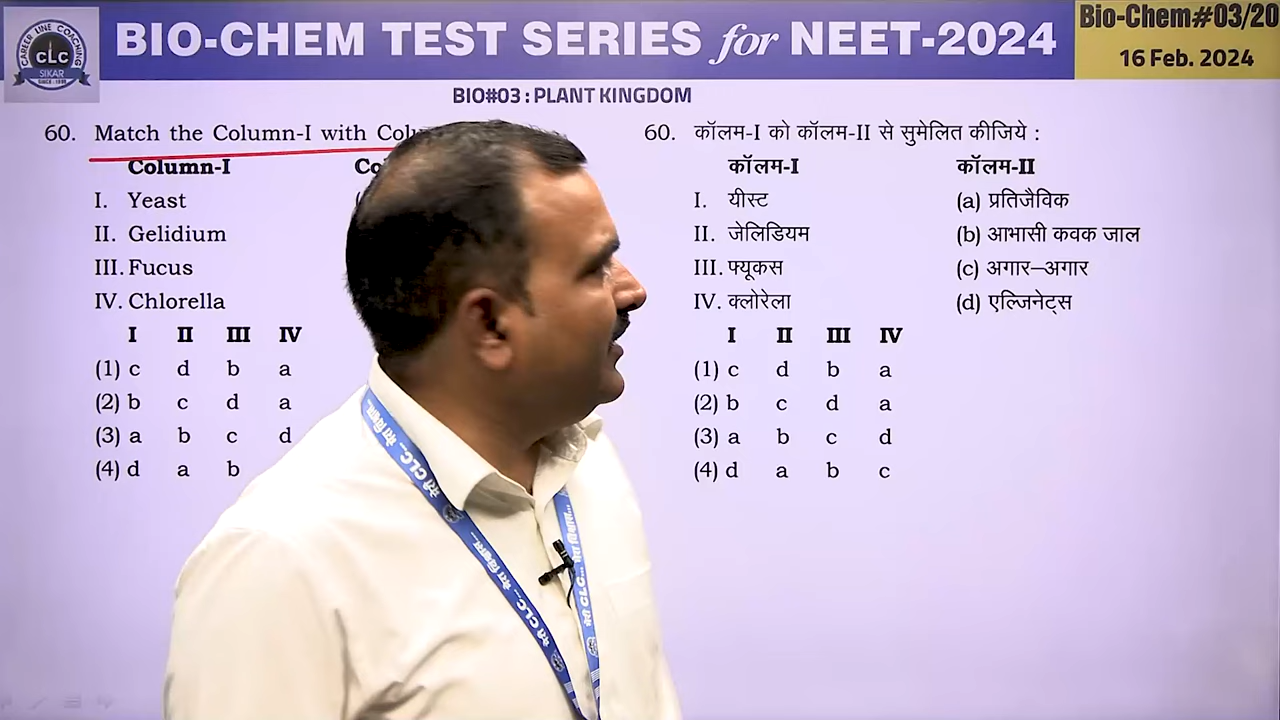 BIO-CHEM TEST SERIES for NEET-2024
Bio-Chem#03/20
16 Feb. 2024
CAREER LINE COACHING
CLC
SIKAR
SINCE : 1996
BIO#03 : PLANT KINGDOM
60. Match the Column-I with
Column-I
I. Yeast
II. Gelidium
III. Fucus
IV. Chlorella
I II III IV
(1) c d b a
(2) b c d a
(3) a b c d
(4) d a b
60. कॉलम-I को कॉलम-II से सुमेलित कीजिये :
कॉलम-I कॉलम-II
I. यीस्ट (a) प्रतिजैविक
II. जेलिडियम (b) आभासी कवक जाल
III. फ्यूकस (c) अगार–अगार
IV. क्लोरेला (d) एल्जिनेट्स
I II III IV
(1) c d b a
(2) b c d a
(3) a b c d
(4) d a b c